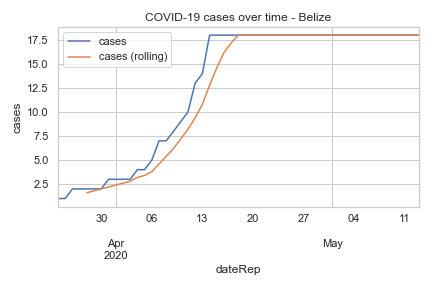 COVID-19 cases over time - Belize
cases
cases (rolling)
17.5
15.0
12.5
10.0
7.5
5.0
2.5
cases
30 06 13 20 27 04 11
Apr May
2020
dateRep